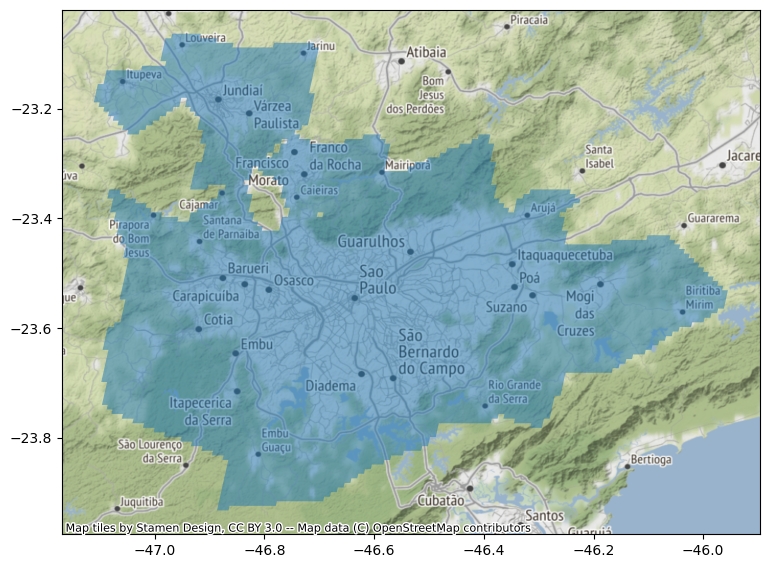 Louveira
Jarinu
Piracaia
Atibaia
Itupeva
Bom
Jesus
dos Perdões
Jundiaí
Várzea
Paulista
−23.2
Franco
da Rocha
Francisco
Morato
Mairiporã
Santa
Isabel
Jacare
uva
Caieiras
Cajamar
−23.4
Arujá
Guararema
Pirapora
do Bom
Jesus
Santana
de Parnaíba
Guarulhos
Itaquaquecetuba
Barueri
Sao
Paulo
Osasco
Poá
que
Carapicuiba
Suzano
Mogi
das
Cruzes
Biritiba
Mirim
−23.6
Cotia
São
Bernardo
do Campo
Embu
Diadema
Rio Grande
da Serra
Itapecerica
da Serra
−23.8
São Lourenço
da Serra
Embu
Guaçu
Bertioga
Juquitiba
Cubatão
Santos
Guarujá
Map tiles by Stamen Design, CC BY 3.0 -- Map data (C) OpenStreetMap contributors
−47.0
−46.8
−46.6
−46.4
−46.2
−46.0